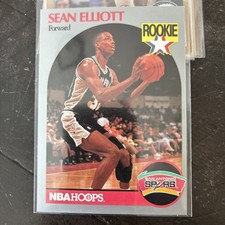 SEAN ELLIOTT
Forward
ROOKIE
NBA HOOPS
SAN ANTONIO
SPURS